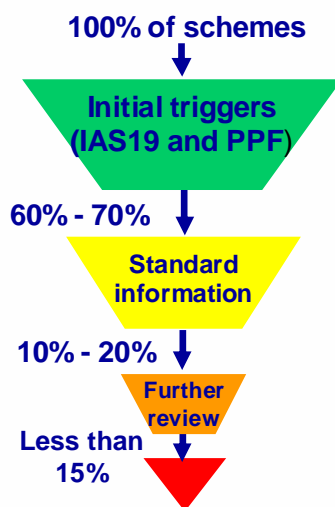 100% of schemes
Initial triggers
(IAS19 and PPF)
60% - 70%
Standard
information
10% - 20%
Further
review
Less than
15%